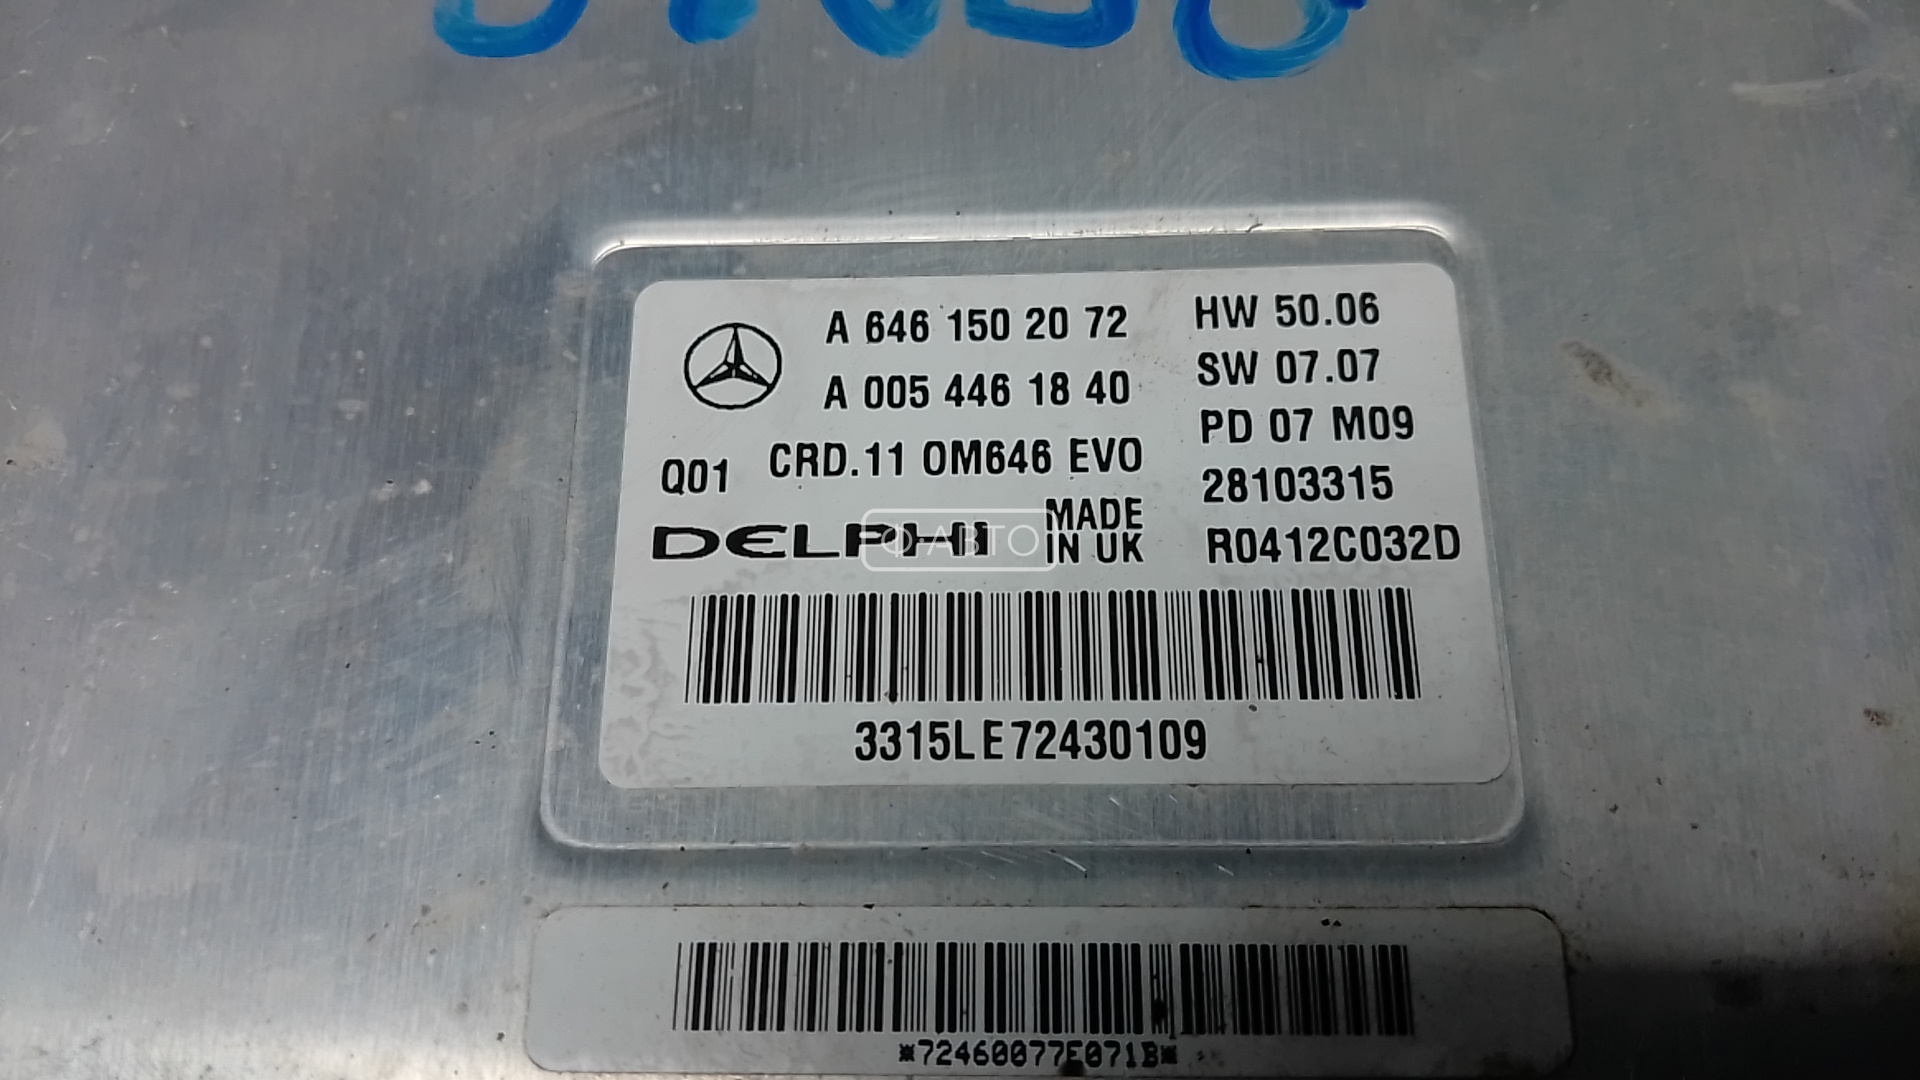 A 646 150 20 72
A 005 446 18 40
Q01 CRD.11 OM646 EVO
DELPHI MADE IN UK
HW 50.06
SW 07.07
PD 07 M09
28103315
R0412C032D
Ф-АВТО
3315LE72430109
*72460077E071B*